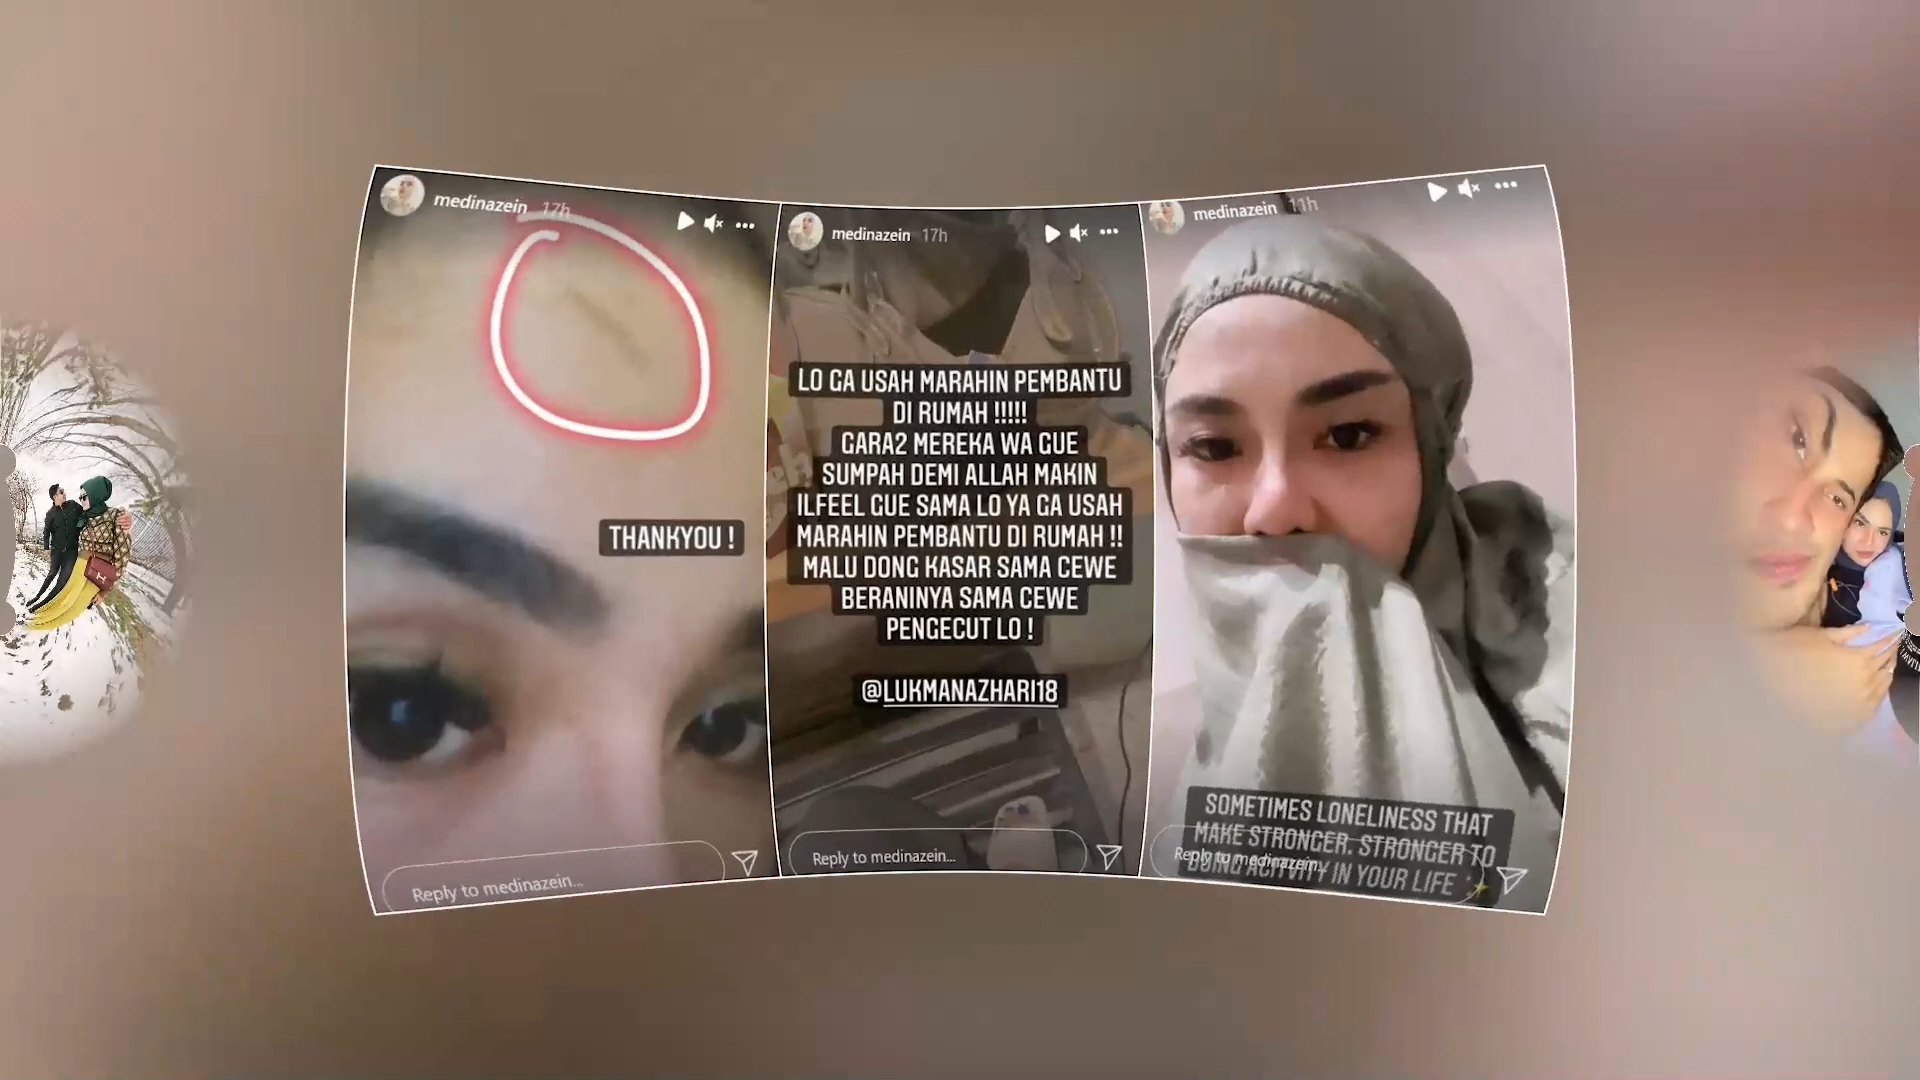 medinazein 17h
THANKYOU !
Reply to medinazein...
medinazein 17h
LO GA USAH MARAHIN PEMBANTU
DI RUMAH !!!!!
GARA2 MEREKA WA GUE
SUMPAH DEMI ALLAH MAKIN
ILFEEL GUE SAMA LO YA GA USAH
MARAHIN PEMBANTU DI RUMAH !!
MALU DONG KASAR SAMA CEWE
BERANINYA SAMA CEWE
PENGECUT LO !
@LUKMANAZHARI18
Reply to medinazein...
medinazein 11h
SOMETIMES LONELINESS THAT
MAKE STRONGER. STRONGER TO
Reply to medinazein...
DOING ACITVITY IN YOUR LIFE